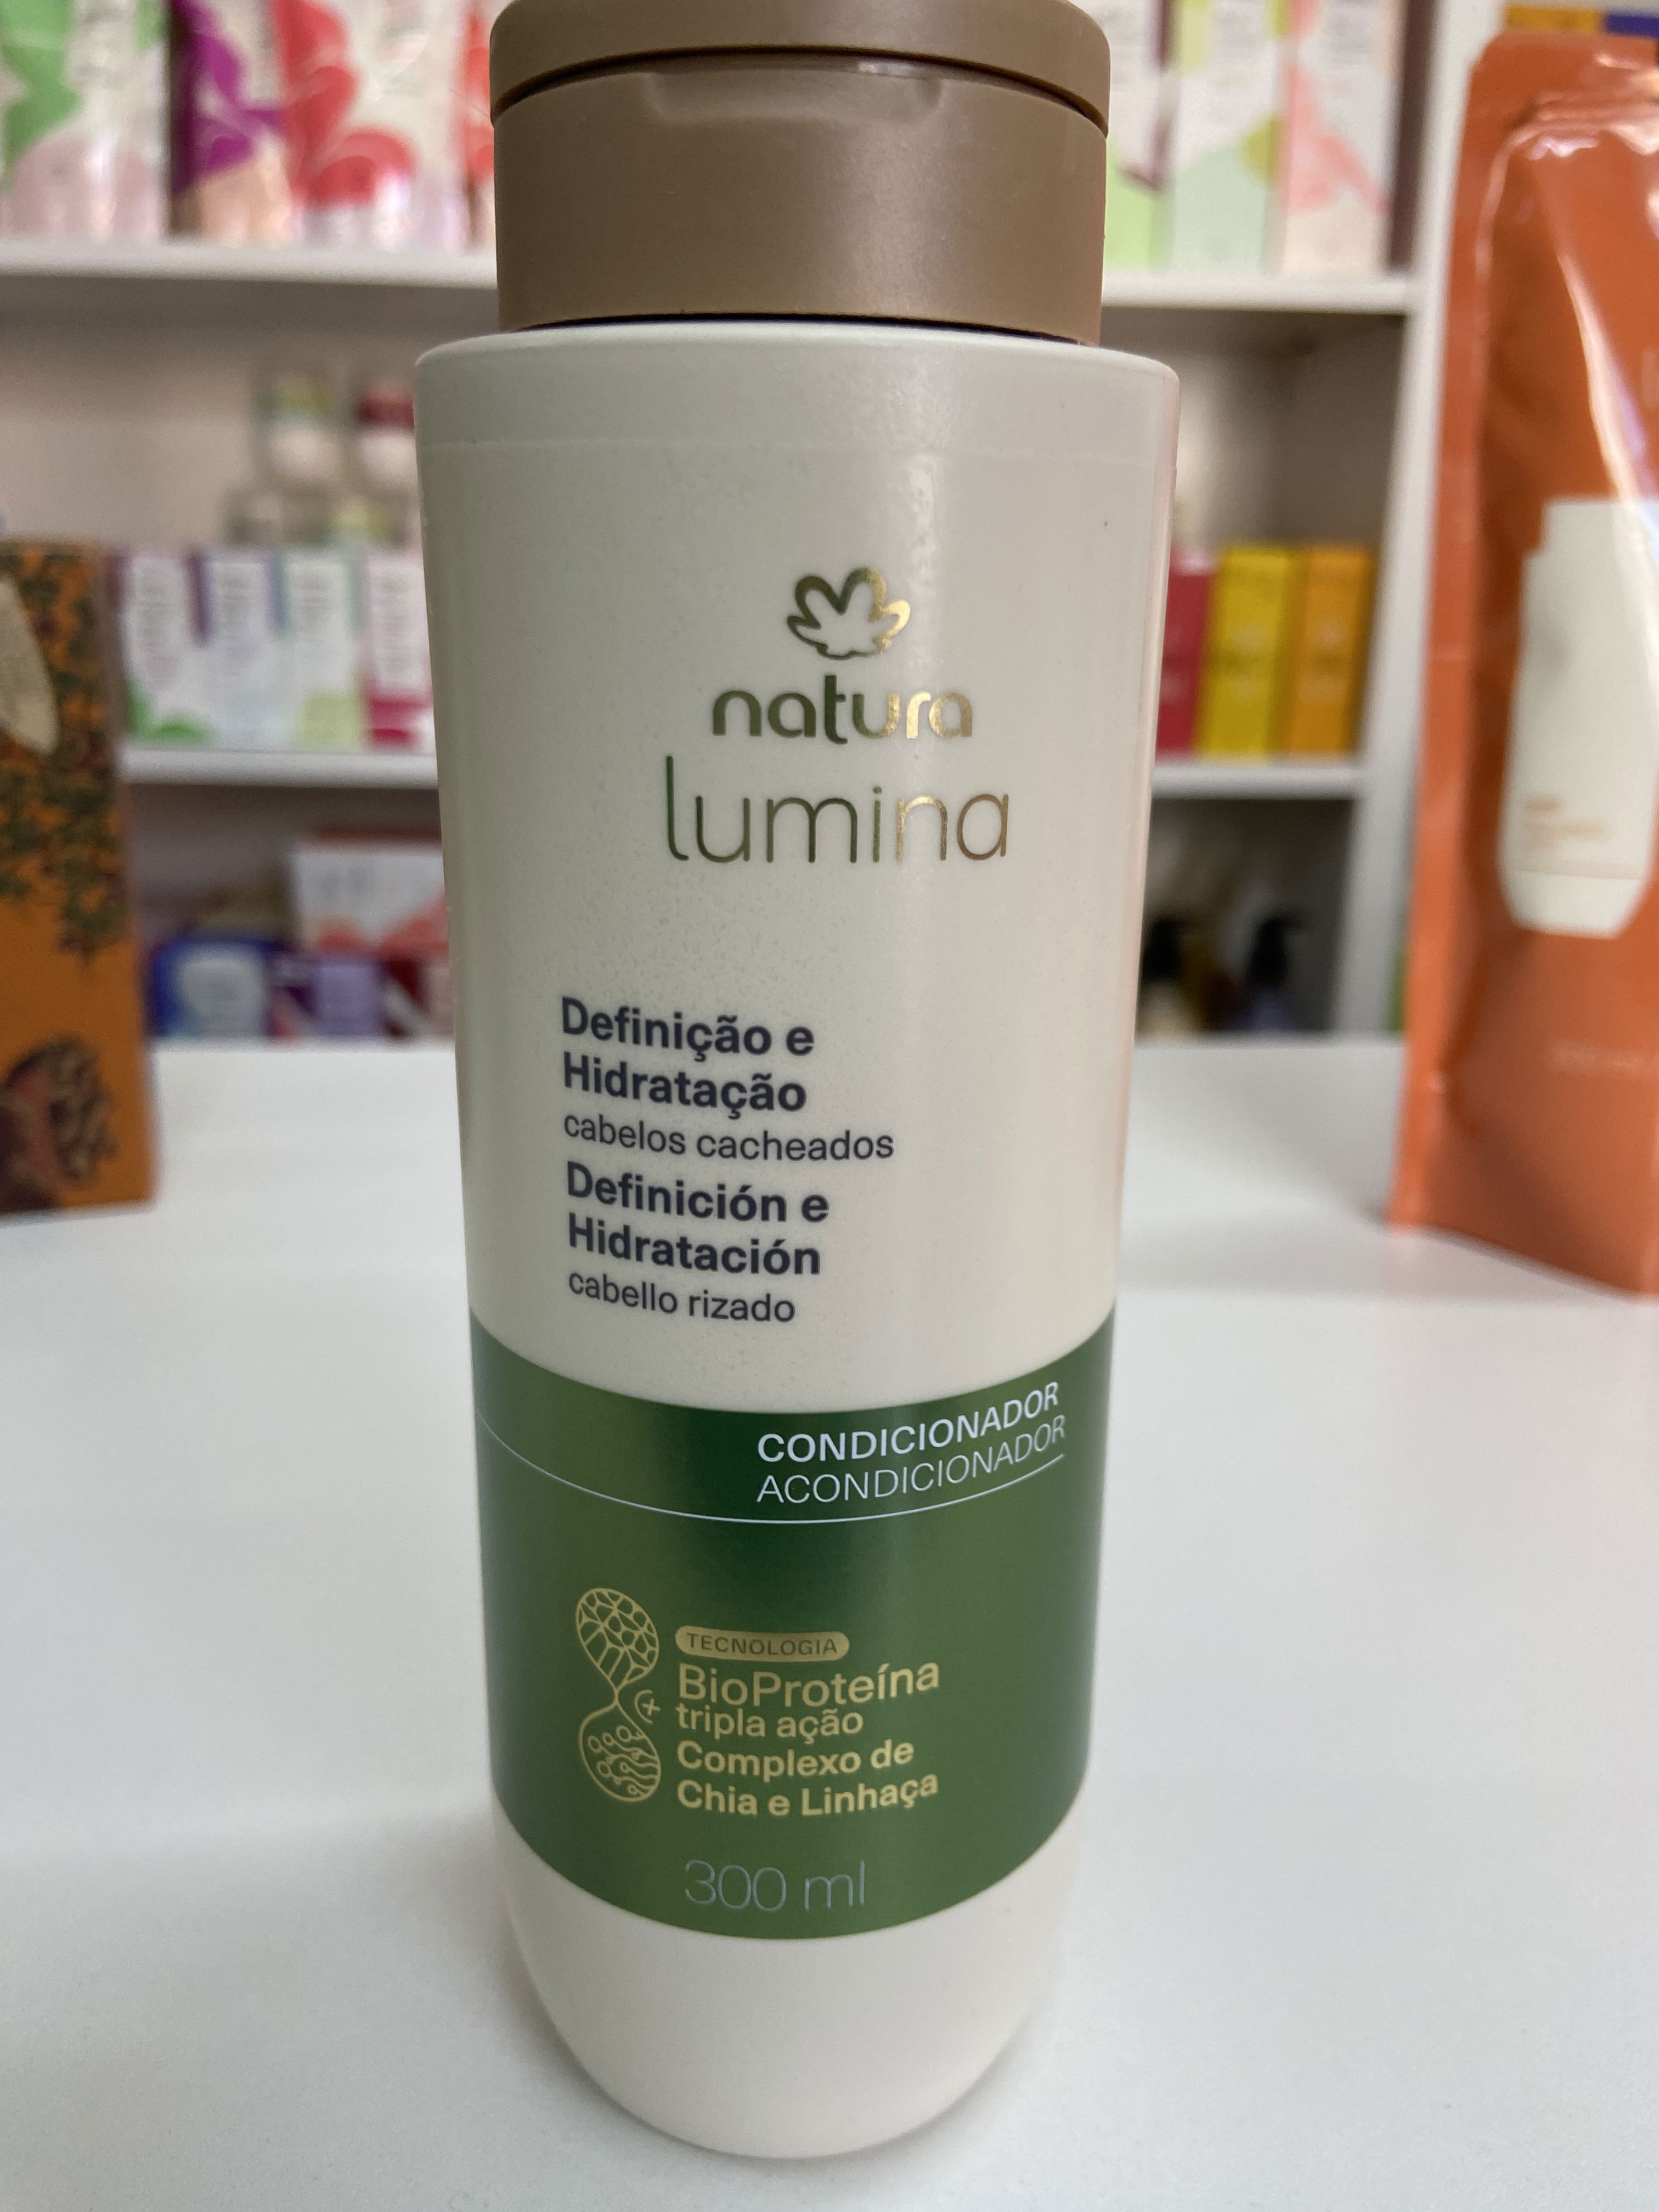 natura
lumina
Definição e
Hidratação
cabelos cacheados
Definición e
Hidratación
cabello rizado
CONDICIONADOR
ACONDICIONADOR
TECNOLOGIA
BioProteína
tripla ação
Complexo de
Chia e Linhaça
300 ml